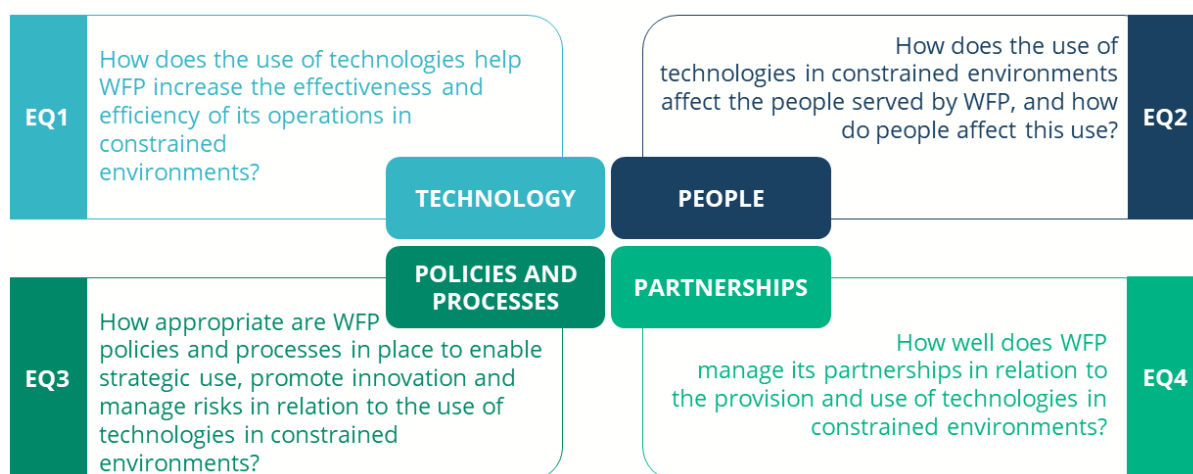 EQ1
How does the use of technologies help
WFP increase the effectiveness and
efficiency of its operations in
constrained
environments?
How does the use of
technologies in constrained environments
affect the people served by WFP, and how
do people affect this use?
EQ2
TECHNOLOGY
PEOPLE
POLICIES AND
PROCESSES
PARTNERSHIPS
EQ3
How appropriate are WFP
policies and processes in place to enable
strategic use, promote innovation and
manage risks in relation to the use of
technologies in constrained
environments?
How well does WFP
manage its partnerships in relation to
the provision and use of technologies in
constrained environments?
EQ4